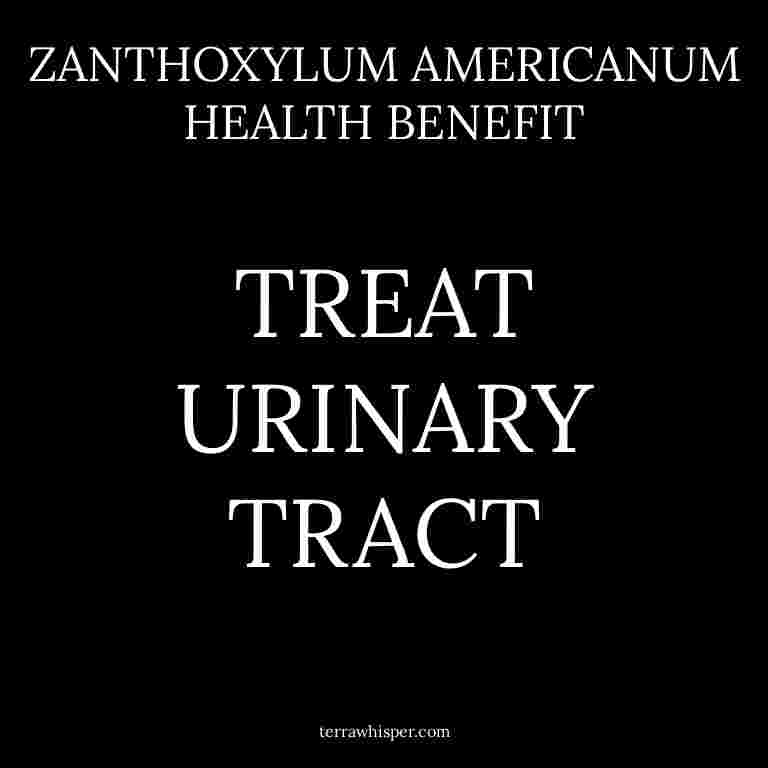 ZANTHOXYLUM AMERICANUM
HEALTH BENEFIT
TREAT
URINARY
TRACT
terrawhisper.com